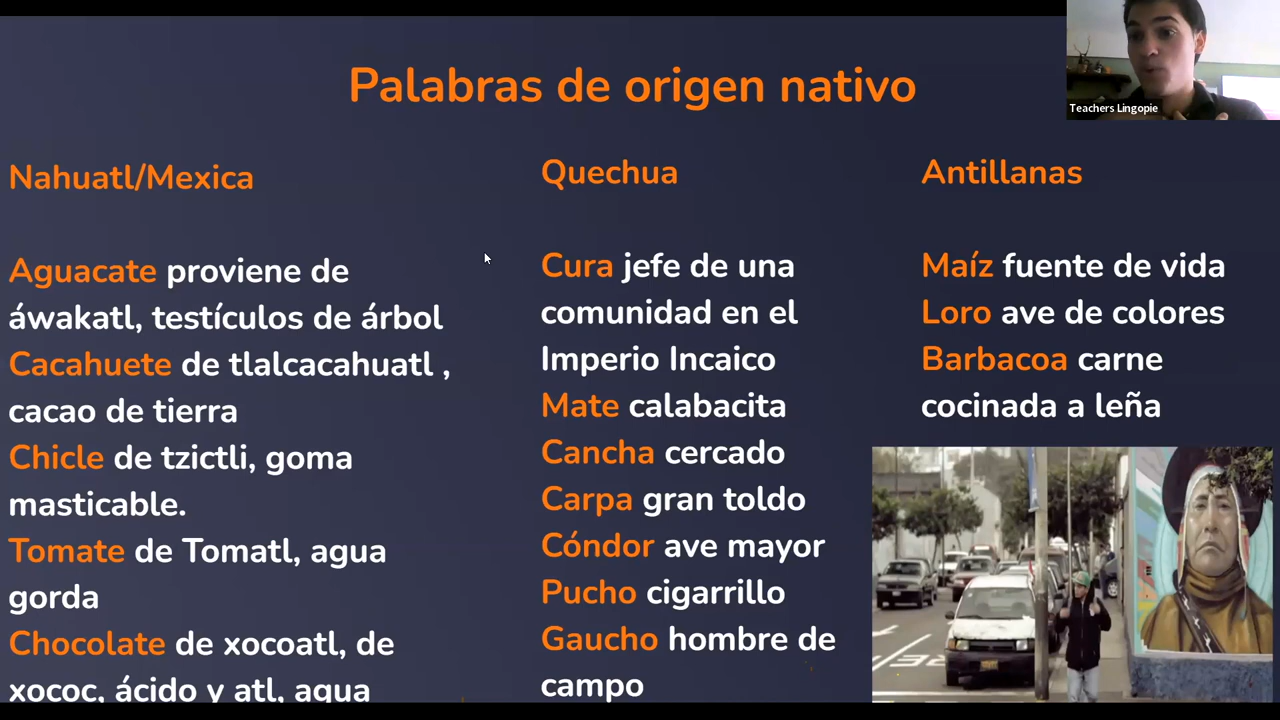 Palabras de origen nativo
Teachers Lingopie
Nahuatl/Mexica
Aguacate proviene de
áwakatl, testículos de árbol
Cacahuete de tlalcacahuatl ,
cacao de tierra
Chicle de tzictli, goma
masticable.
Tomate de Tomatl, agua
gorda
Chocolate de xocoatl, de
xococ, ácido y atl, agua
Quechua
Cura jefe de una
comunidad en el
Imperio Incaico
Mate calabacita
Cancha cercado
Carpa gran toldo
Cóndor ave mayor
Pucho cigarrillo
Gaucho hombre de
campo
Antillanas
Maíz fuente de vida
Loro ave de colores
Barbacoa carne
cocinada a leña